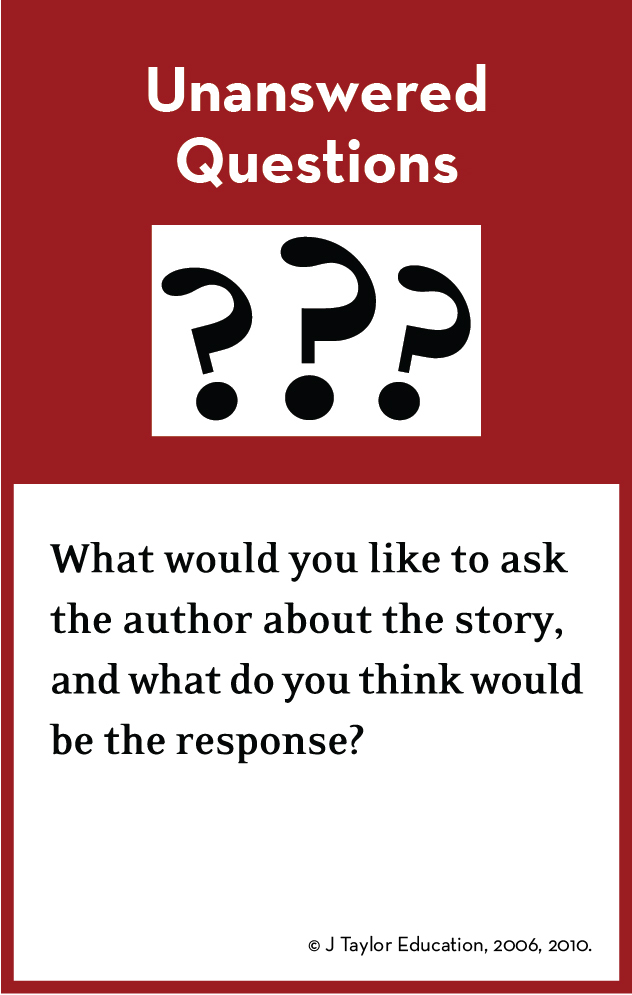 Unanswered
Questions
???
What would you like to ask
the author about the story,
and what do you think would
be the response?
© J Taylor Education, 2006, 2010.